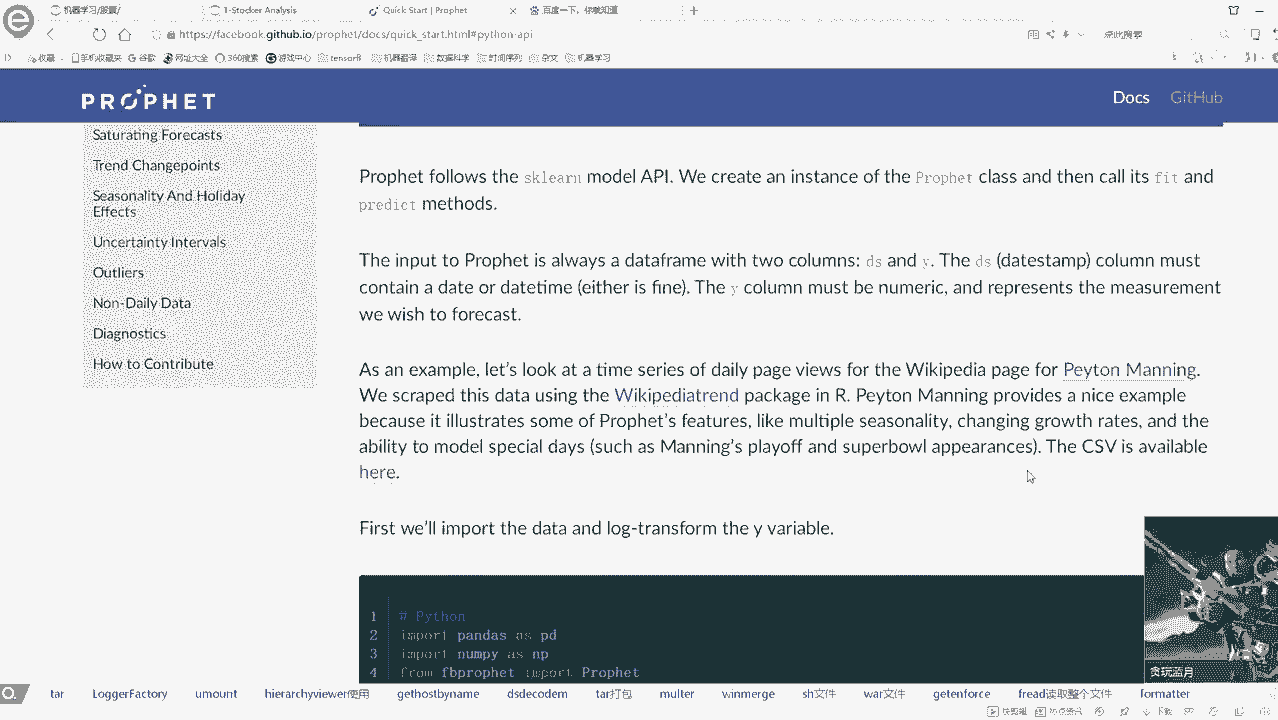 机器学习/股票/
1-Stocker Analysis
Quick Start | Prophet
百度一下，你就知道
https://facebook.github.io/prophet/docs/quick_start.html#python-api
点此搜索
收藏
手机收藏夹
谷歌
网址大全
360搜索
游戏中心
tensorfl
机器翻译
数据科学
时间序列
杂文
机器学习
PROPHET
Docs
GitHub
Saturating Forecasts
Trend Changepoints
Seasonality And Holiday
Effects
Uncertainty Intervals
Outliers
Non-Daily Data
Diagnostics
How to Contribute
Prophet follows the sklearn model API. We create an instance of the Prophet class and then call its fit and
predict methods.
The input to Prophet is always a dataframe with two columns: ds and y. The ds (datestamp) column must
contain a date or datetime (either is fine). The y column must be numeric, and represents the measurement
we wish to forecast.
As an example, let's look at a time series of daily page views for the Wikipedia page for Peyton Manning.
We scraped this data using the Wikipediatrend package in R. Peyton Manning provides a nice example
because it illustrates some of Prophet's features, like multiple seasonality, changing growth rates, and the
ability to model special days (such as Manning's playoff and superbowl appearances). The CSV is available
here.
First we'll import the data and log-transform the y variable.
1 # Python
2 import pandas as pd
3 import numpy as np
4 from fbprophet import Prophet
贪玩蓝月
tar
LoggerFactory
umount
hierarchyviewer使用
gethostbyname
dsdecodem
tar打包
multer
winmerge
sh文件
war文件
getenforce
fread读取整个文件
formatter
快剪辑
热点资讯
下载